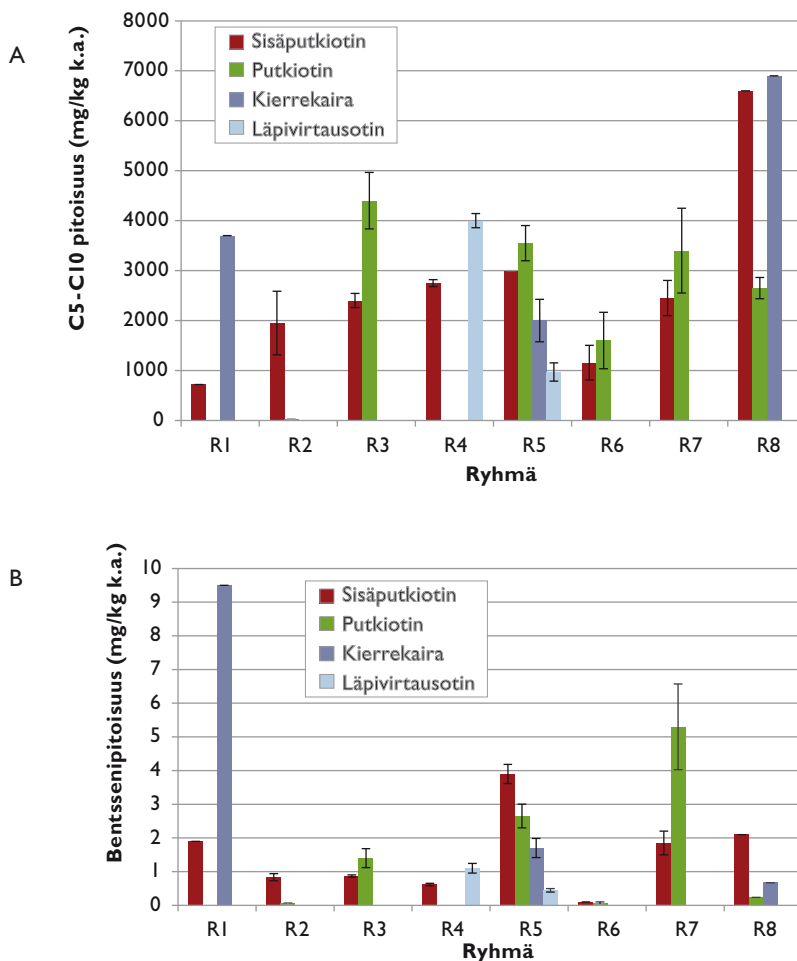 A
C5-C10 pitoisuus (mg/kg k.a.)
8000
7000
6000
5000
4000
3000
2000
1000
0
Sisäputkiotin
Putkiotin
Kierrekaira
Läpivirtausotin
R1 R2 R3 R4 R5 R6 R7 R8
Ryhmä
B
Bentssenipitoisuus (mg/kg k.a.)
10
9
8
7
6
5
4
3
2
1
0
Sisäputkiotin
Putkiotin
Kierrekaira
Läpivirtausotin
R1 R2 R3 R4 R5 R6 R7 R8
Ryhmä